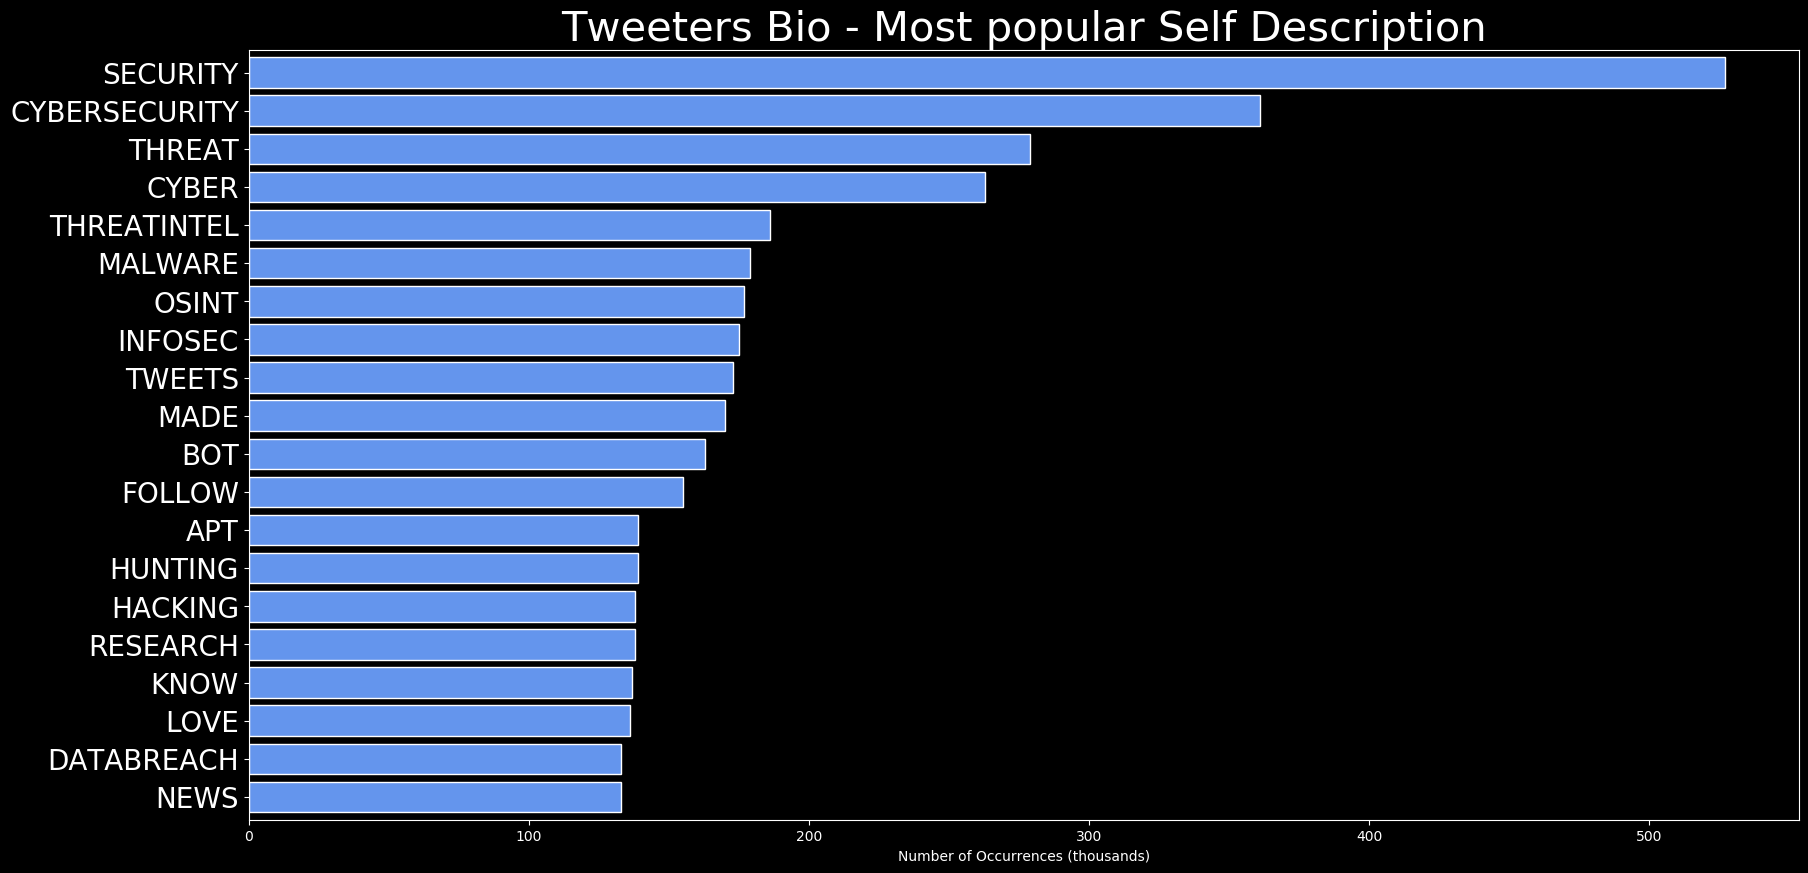 Tweeters Bio - Most popular Self Description
SECURITY
CYBERSECURITY
THREAT
CYBER
THREATINTEL
MALWARE
OSINT
INFOSEC
TWEETS
MADE
BOT
FOLLOW
APT
HUNTING
HACKING
RESEARCH
KNOW
LOVE
DATABREACH
NEWS
0 100 200 300 400 500
Number of Occurrences (thousands)